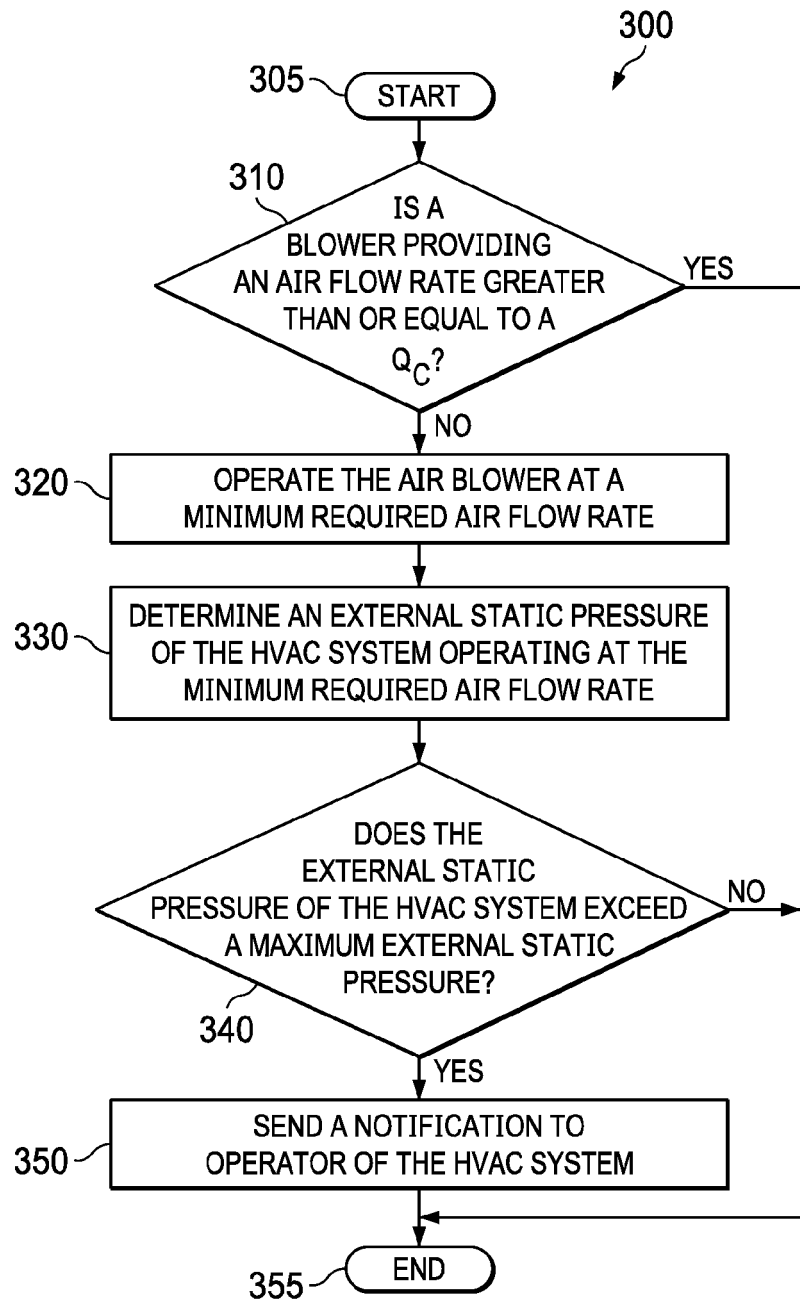 300
305
START
310
IS A
BLOWER PROVIDING
AN AIR FLOW RATE GREATER
THAN OR EQUAL TO A
QC?
YES
NO
320
OPERATE THE AIR BLOWER AT A
MINIMUM REQUIRED AIR FLOW RATE
330
DETERMINE AN EXTERNAL STATIC PRESSURE
OF THE HVAC SYSTEM OPERATING AT THE
MINIMUM REQUIRED AIR FLOW RATE
DOES THE
EXTERNAL STATIC
PRESSURE OF THE HVAC SYSTEM EXCEED
A MAXIMUM EXTERNAL STATIC
PRESSURE?
NO
340
YES
350
SEND A NOTIFICATION TO
OPERATOR OF THE HVAC SYSTEM
355
END